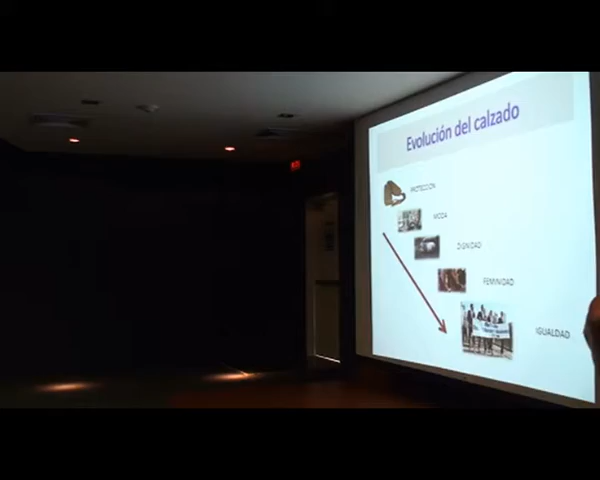 Evolución del calzado
PROTECCION
MODA
DIGNIDAD
FEMINIDAD
IGUALDAD